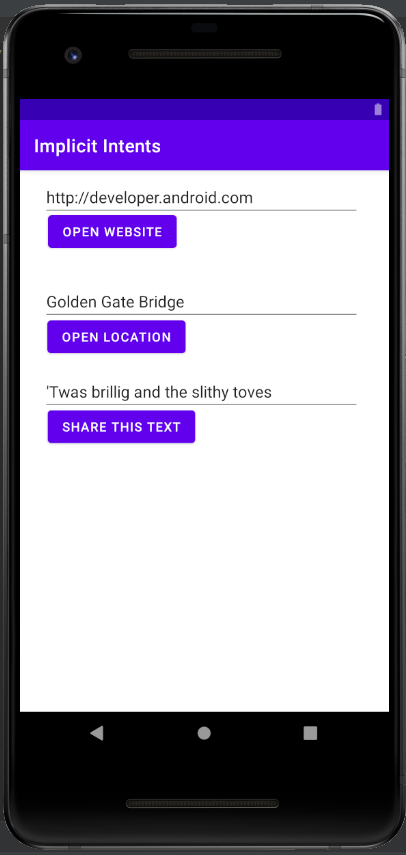 Implicit Intents
http://developer.android.com
OPEN WEBSITE
Golden Gate Bridge
OPEN LOCATION
'Twas brillig and the slithy toves
SHARE THIS TEXT